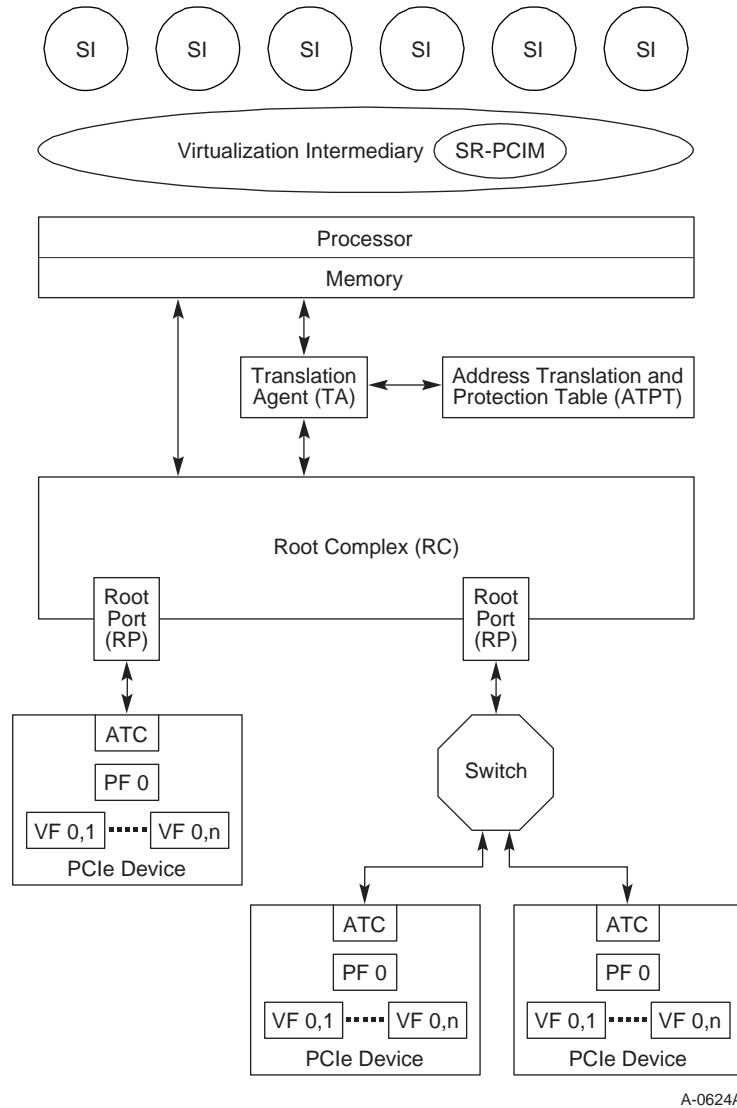 SI SI SI SI SI SI
Virtualization Intermediary SR-PCIM
Processor
Memory
Translation
Agent (TA)
Address Translation and
Protection Table (ATPT)
Root Complex (RC)
Root
Port
(RP)
Root
Port
(RP)
ATC
PF 0
VF 0,1 VF 0,n
PCIe Device
Switch
ATC
PF 0
VF 0,1 VF 0,n
PCIe Device
ATC
PF 0
VF 0,1 VF 0,n
PCIe Device
A-0624A